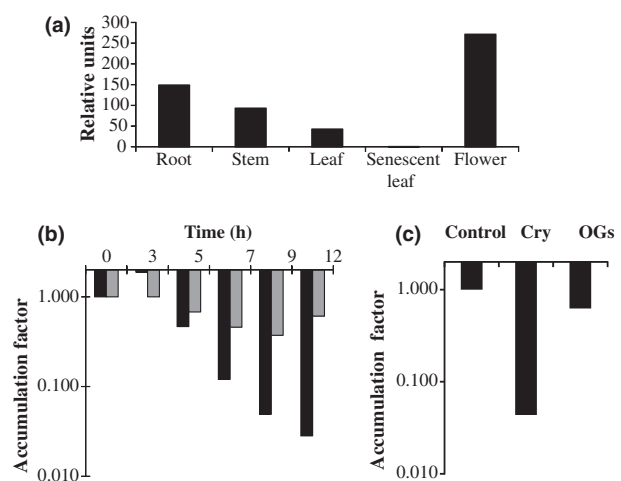 (a)
Relative units
300
250
200
150
100
50
0
Root Stem Leaf Senescent Flower
leaf
(b)
Time (h)
0 3 5 7 9 12
Accumulation factor
1.000
0.100
0.010
(c)
Control Cry OGs
Accumulation factor
1.000
0.100
0.010